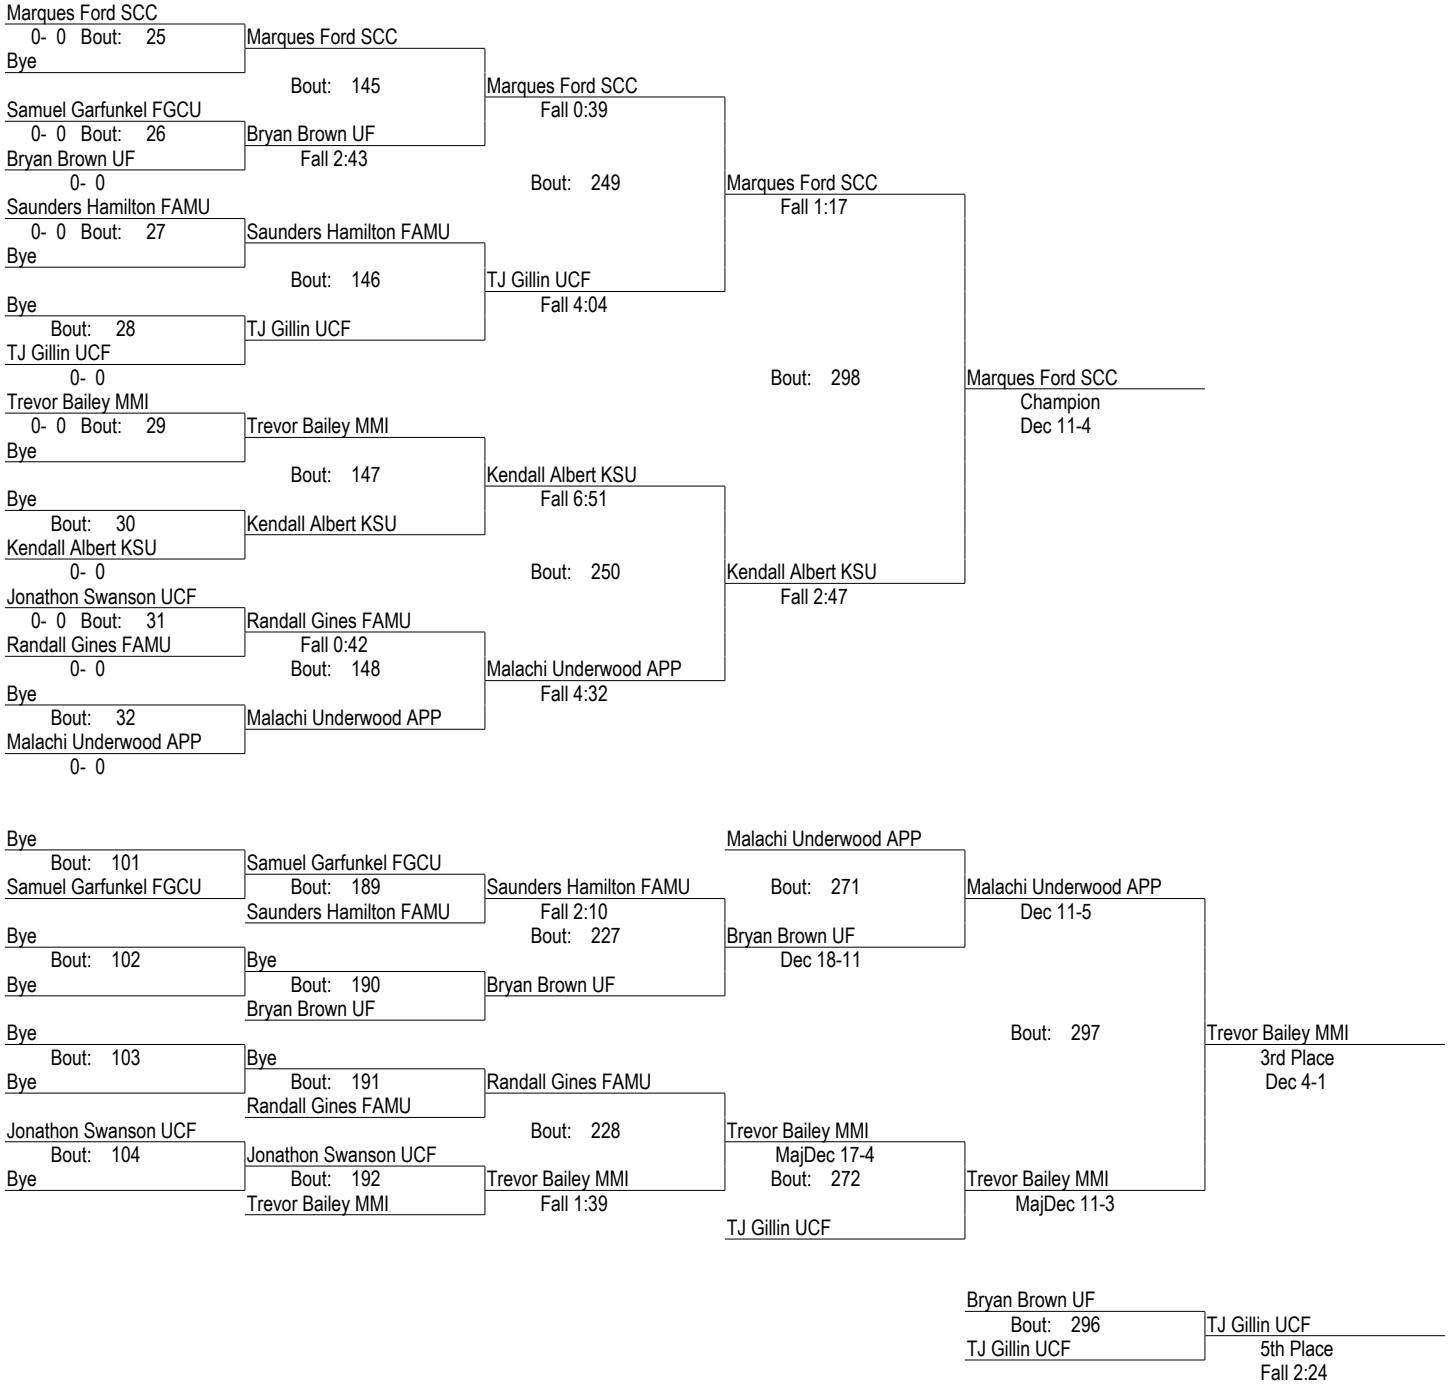 Marques Ford SCC
0- 0 Bout: 25 Marques Ford SCC
Bye
Bout: 145 Marques Ford SCC
Samuel Garfunkel FGCU Fall 0:39
0- 0 Bout: 26 Bryan Brown UF
Bryan Brown UF Fall 2:43
0- 0 Bout: 249 Marques Ford SCC
Saunders Hamilton FAMU Fall 1:17
0- 0 Bout: 27 Saunders Hamilton FAMU
Bye
Bout: 146 TJ Gillin UCF
Bye Fall 4:04
Bout: 28 TJ Gillin UCF
TJ Gillin UCF
0- 0 Bout: 298 Marques Ford SCC
Trevor Bailey MMI Champion
0- 0 Bout: 29 Trevor Bailey MMI Dec 11-4
Bye
Bout: 147 Kendall Albert KSU
Bye Fall 6:51
Bout: 30 Kendall Albert KSU
Kendall Albert KSU
0- 0 Bout: 250 Kendall Albert KSU
Jonathon Swanson UCF Fall 2:47
0- 0 Bout: 31 Randall Gines FAMU
Randall Gines FAMU Fall 0:42
0- 0 Bout: 148 Malachi Underwood APP
Bye Fall 4:32
Bout: 32 Malachi Underwood APP
Malachi Underwood APP
0- 0
Bye Malachi Underwood APP
Bout: 101 Samuel Garfunkel FGCU
Samuel Garfunkel FGCU Bout: 189 Saunders Hamilton FAMU Bout: 271 Malachi Underwood APP
Saunders Hamilton FAMU Fall 2:10 Dec 11-5
Bye Bout: 227 Bryan Brown UF
Bout: 102 Bye Dec 18-11
Bye Bout: 190 Bryan Brown UF
Bryan Brown UF
Bye Bout: 297 Trevor Bailey MMI
Bout: 103 Bye 3rd Place
Bye Bout: 191 Randall Gines FAMU Dec 4-1
Randall Gines FAMU
Jonathon Swanson UCF Bout: 228 Trevor Bailey MMI
Bout: 104 Jonathon Swanson UCF MajDec 17-4
Bye Bout: 192 Trevor Bailey MMI Bout: 272 Trevor Bailey MMI
Trevor Bailey MMI Fall 1:39 MajDec 11-3
TJ Gillin UCF
Bryan Brown UF
Bout: 296 TJ Gillin UCF
TJ Gillin UCF 5th Place
Fall 2:24